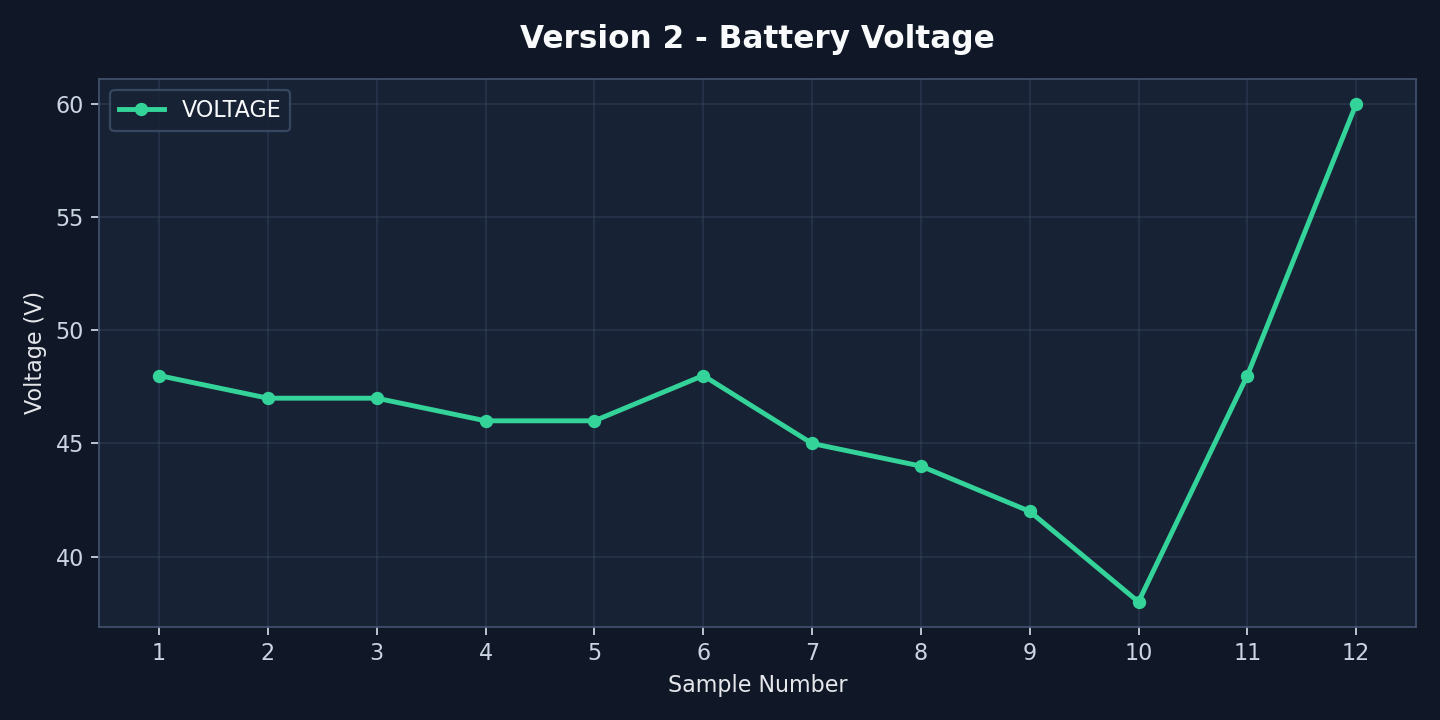 Version 2 - Battery Voltage
VOLTAGE
Voltage (V)
60
55
50
45
40
1 2 3 4 5 6 7 8 9 10 11 12
Sample Number